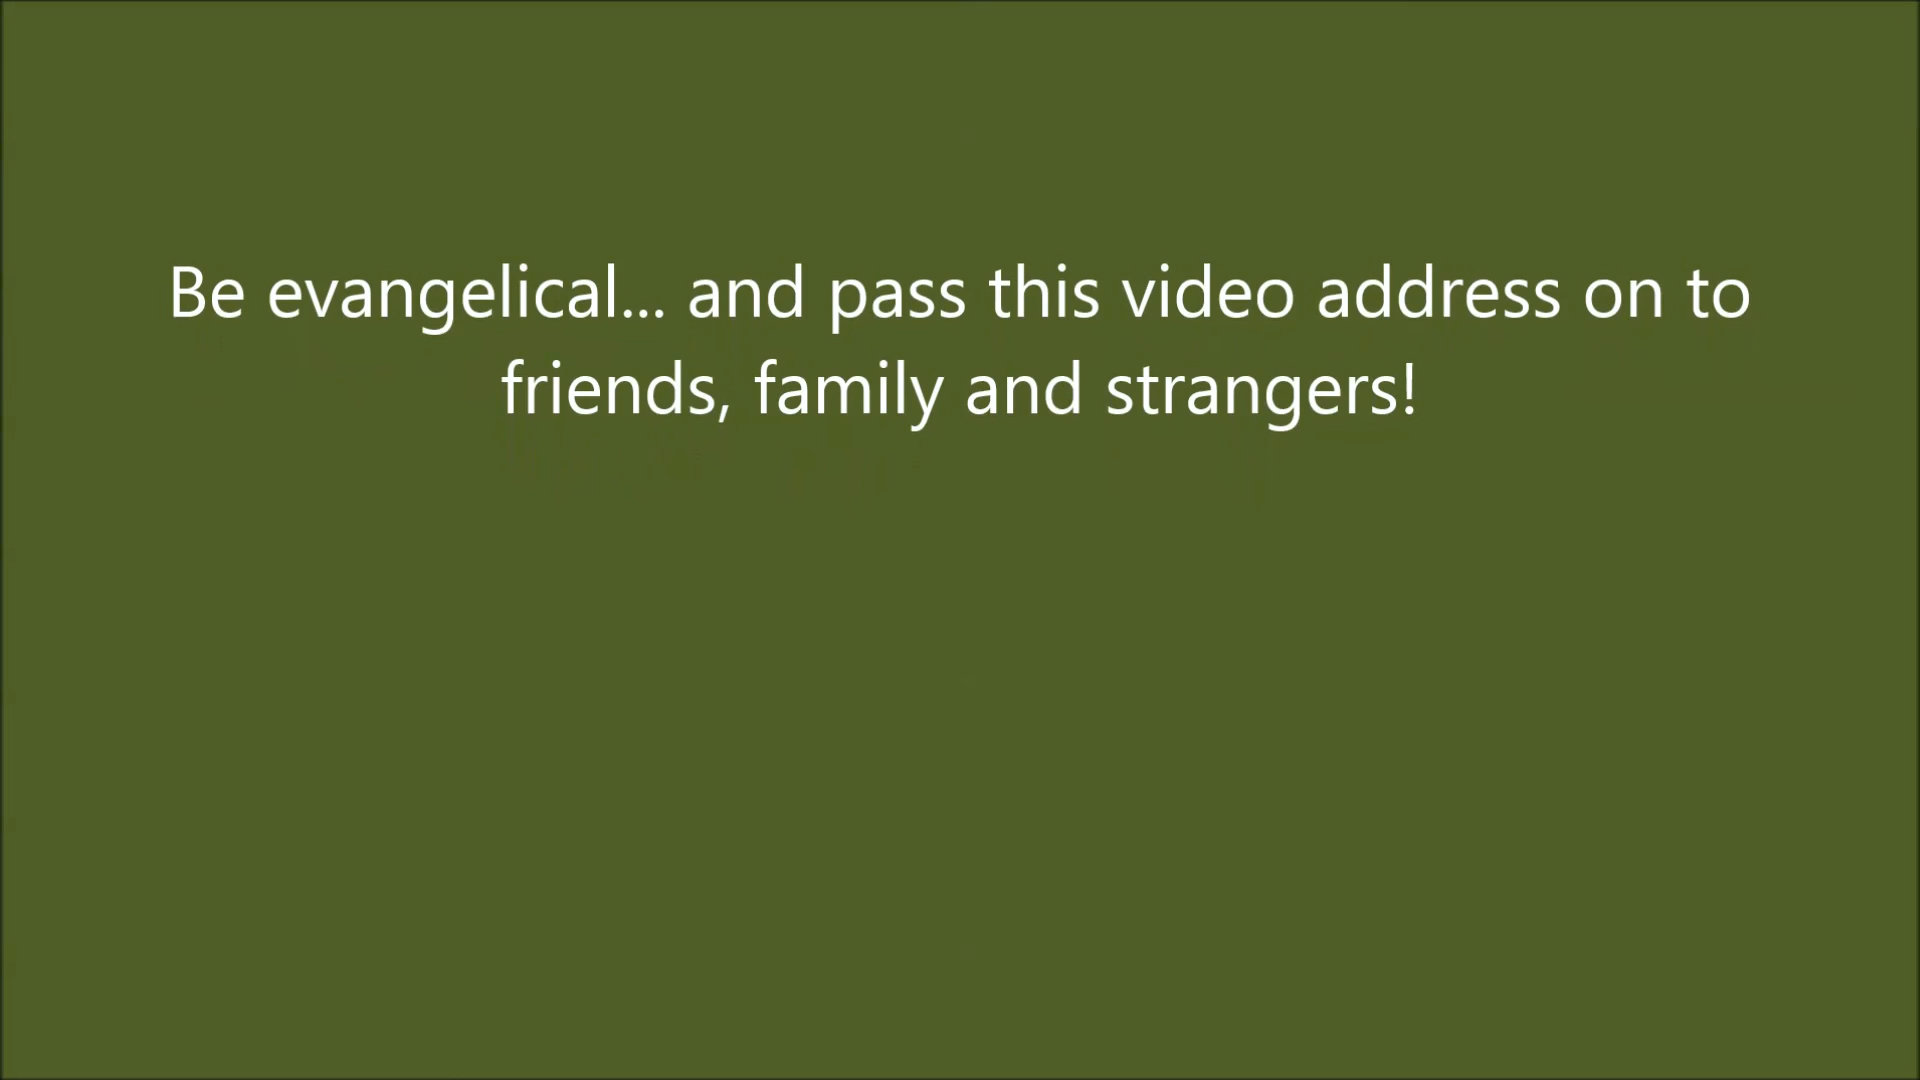 Be evangelical... and pass this video address on to
friends, family and strangers!